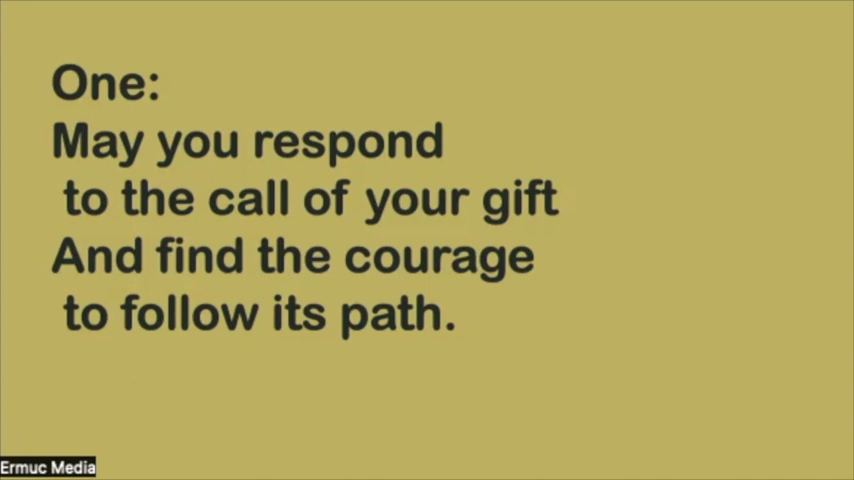 One:
May you respond
to the call of your gift
And find the courage
to follow its path.
Ermuc Media